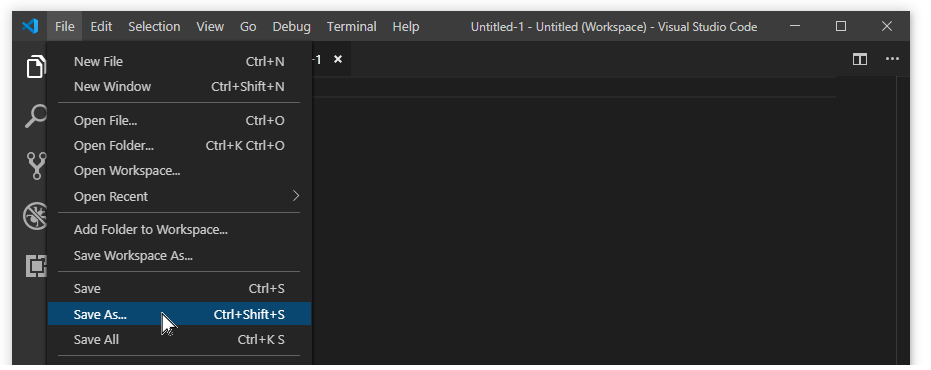 File Edit Selection View Go Debug Terminal Help Untitled-1 - Untitled (Workspace) - Visual Studio Code
-1
New File Ctrl+N
New Window Ctrl+Shift+N
Open File... Ctrl+O
Open Folder... Ctrl+K Ctrl+O
Open Workspace...
Open Recent
Add Folder to Workspace...
Save Workspace As...
Save Ctrl+S
Save As... Ctrl+Shift+S
Save All Ctrl+K S